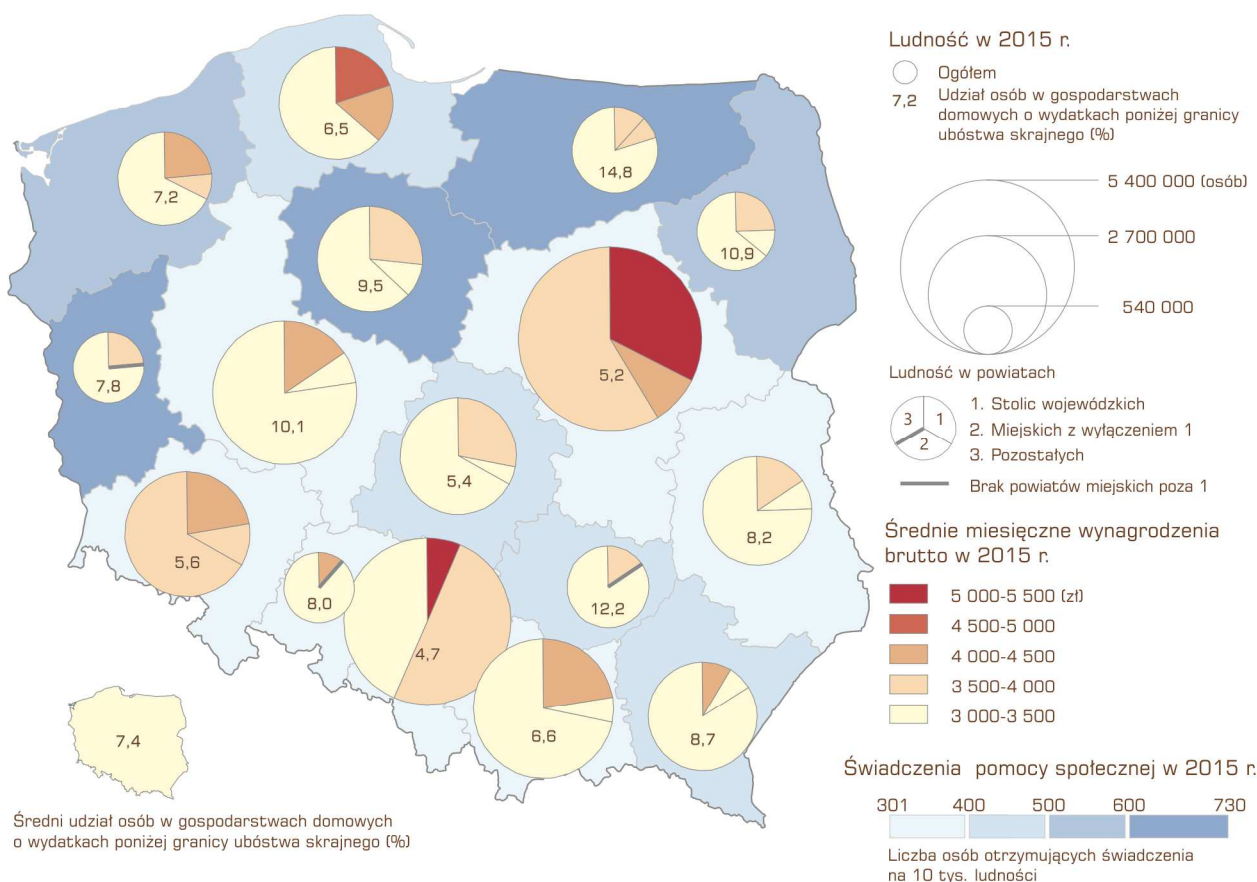 6,5
7,2
14,8
10,9
9,5
7,8
5,2
10,1
5,4
5,6
8,2
8,0
12,2
4,7
6,6
8,7
7,4
Średni udział osób w gospodarstwach domowych
o wydatkach poniżej granicy ubóstwa skrajnego (%)
Ludność w 2015 r.
Ogółem
7,2 Udział osób w gospodarstwach
domowych o wydatkach poniżej granicy
ubóstwa skrajnego (%)
5 400 000 (osób)
2 700 000
540 000
Ludność w powiatach
3 1
2
1. Stolic wojewódzkich
2. Miejskich z wyłączeniem 1
3. Pozostałych
Brak powiatów miejskich poza 1
Średnie miesięczne wynagrodzenia
brutto w 2015 r.
5 000-5 500 (zł)
4 500-5 000
4 000-4 500
3 500-4 000
3 000-3 500
Świadczenia pomocy społecznej w 2015 r.
301 400 500 600 730
Liczba osób otrzymujących świadczenia
na 10 tys. ludności